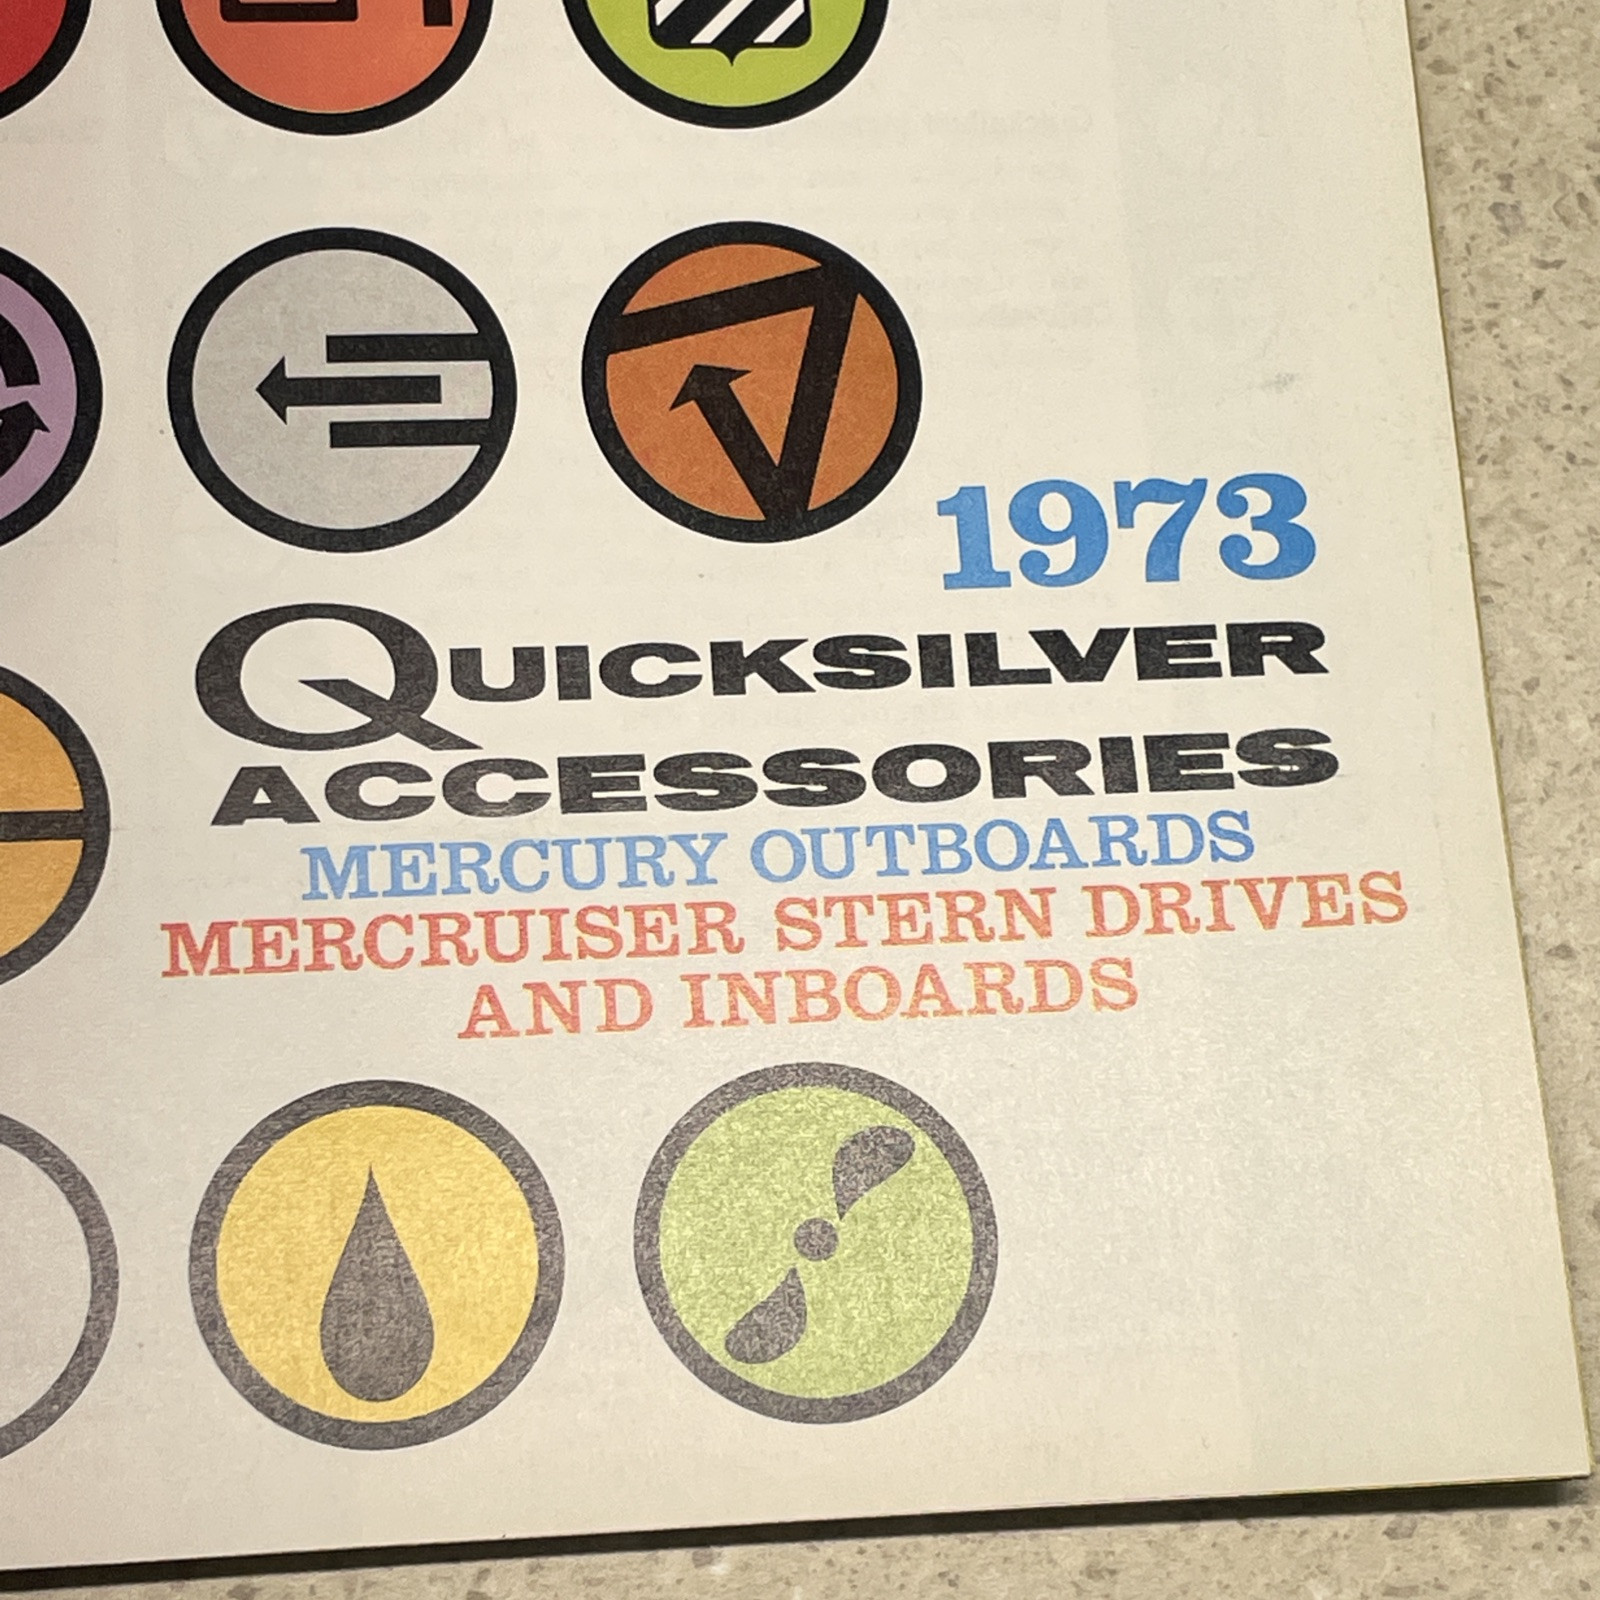 1973
QUICKSILVER
ACCESSORIES
MERCURY OUTBOARDS
MERCRUISER STERN DRIVES
AND INBOARDS